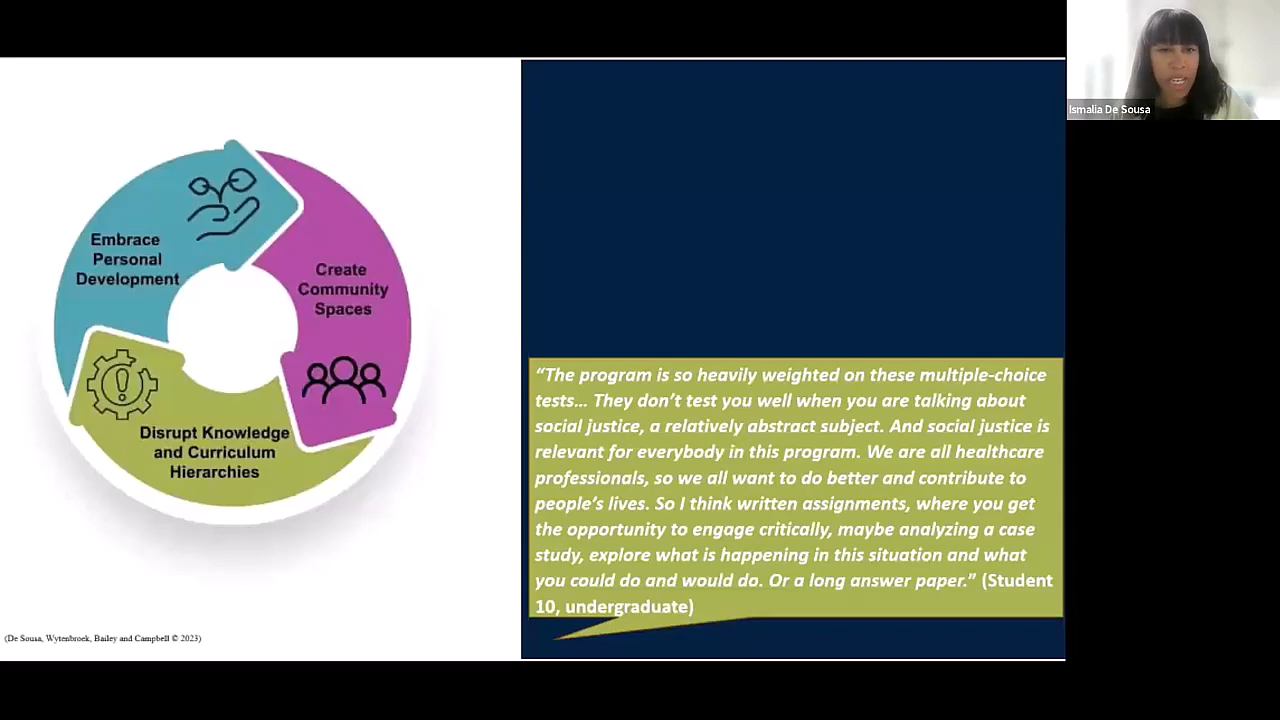 Ismalia De Sousa
Embrace
Personal
Development
Create
Community
Spaces
Disrupt Knowledge
and Curriculum
Hierarchies
(De Sousa, Wytenbroek, Bailey and Campbell © 2023)
“The program is so heavily weighted on these multiple-choice
tests… They don’t test you well when you are talking about
social justice, a relatively abstract subject. And social justice is
relevant for everybody in this program. We are all healthcare
professionals, so we all want to do better and contribute to
people’s lives. So I think written assignments, where you get
the opportunity to engage critically, maybe analyzing a case
study, explore what is happening in this situation and what
you could do and would do. Or a long answer paper.” (Student
10, undergraduate)